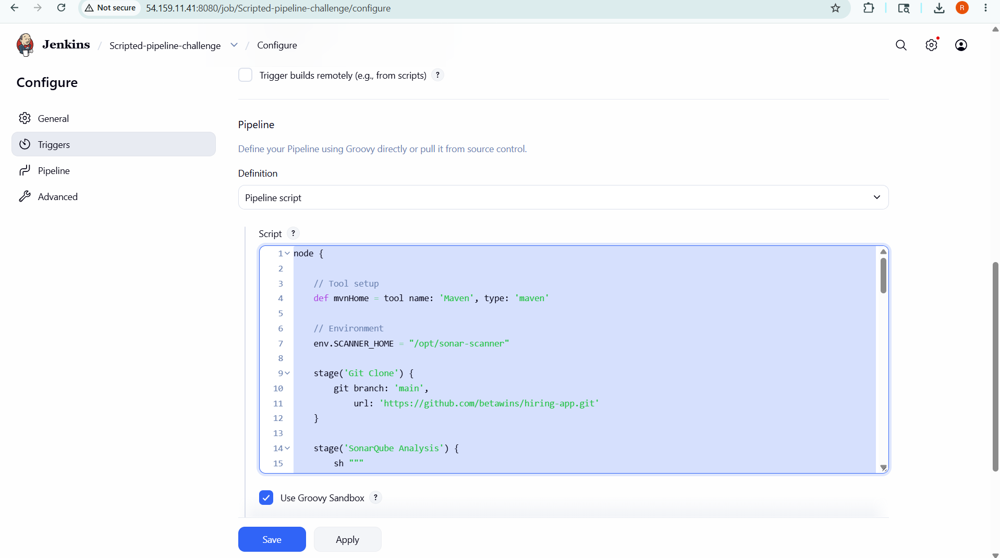 Not secure 54.159.11.41:8080/job/Scripted-pipeline-challenge/configure
R
Jenkins / Scripted-pipeline-challenge / Configure
Configure
General
Triggers
Pipeline
Advanced
Trigger builds remotely (e.g., from scripts) ?
Pipeline
Define your Pipeline using Groovy directly or pull it from source control.
Definition
Pipeline script
Script ?
1 node {
2
3 // Tool setup
4 def mvnHome = tool name: 'Maven', type: 'maven'
5
6 // Environment
7 env.SCANNER_HOME = "/opt/sonar-scanner"
8
9 stage('Git Clone') {
10 git branch: 'main',
11 url: 'https://github.com/betawins/hiring-app.git'
12 }
13
14 stage('SonarQube Analysis') {
15 sh """
Use Groovy Sandbox ?
Save
Apply